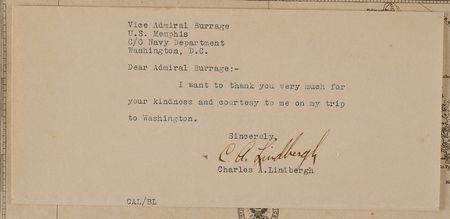 Vice Admiral Burrage
U.S. Memphis
C/O Navy Department
Washington, D.C.
Dear Admiral Burrage:-
I want to thank you very much for
your kindness and courtesy to me on my trip
to Washington.
Sincerely,
C. A. Lindbergh
Charles A.Lindbergh
CAL/BL